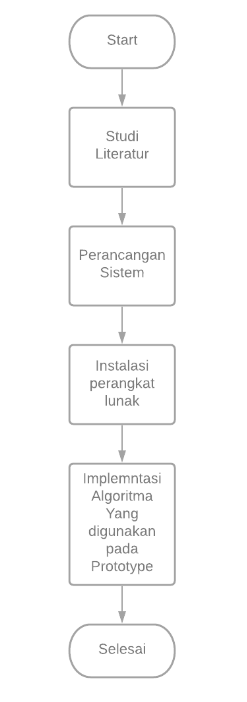 Start
Studi
Literatur
Perancangan
Sistem
Instalasi
perangkat
lunak
Implemntasi
Algoritma
Yang
digunakan
pada
Prototype
Selesai